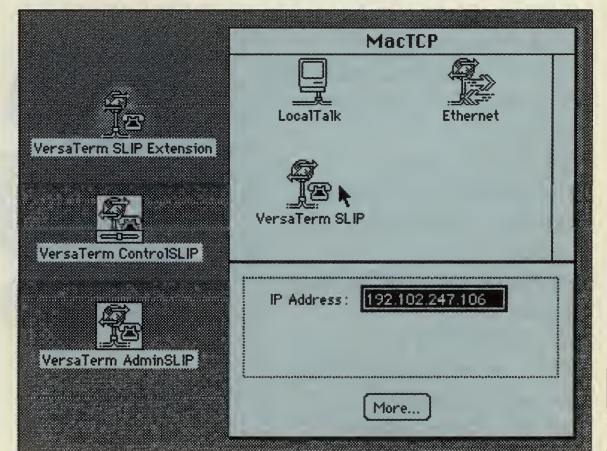 MacTCP
LocalTalk
Ethernet
VersaTerm SLIP Extension
VersaTerm SLIP
VersaTerm ControlSLIP
IP Address: 192.102.247.106
VersaTerm AdminSLIP
More...